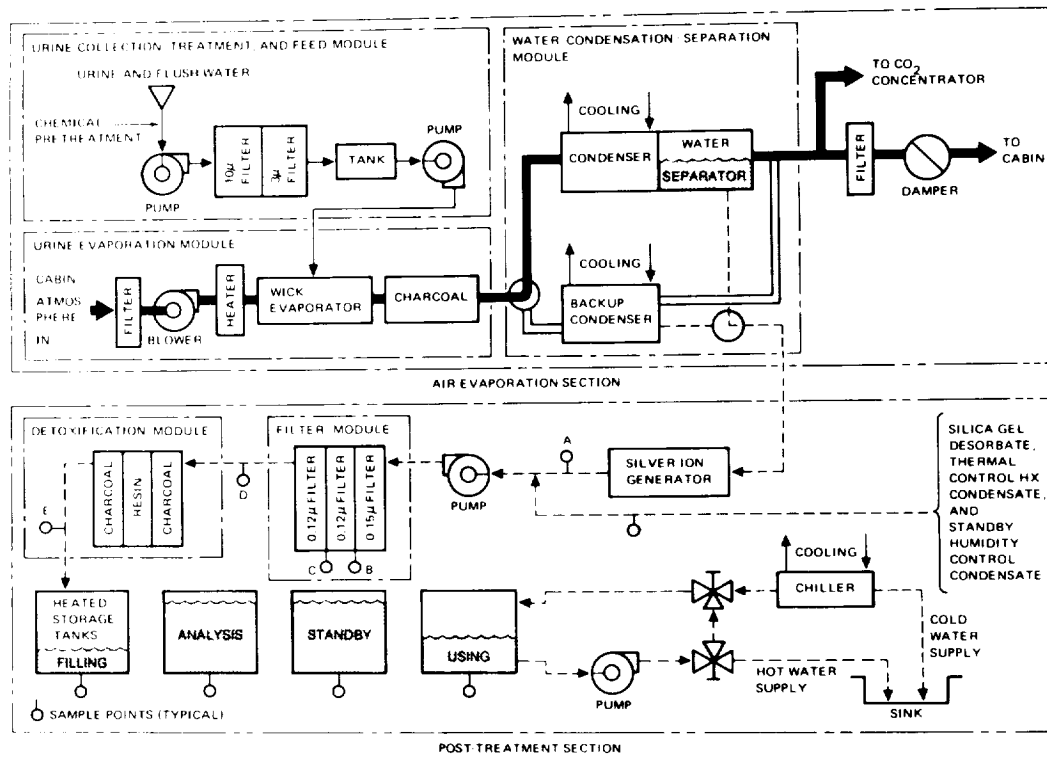 URINE COLLECTION, TREATMENT, AND FEED MODULE
URINE AND FLUSH WATER
CHEMICAL
PRETREATMENT
PUMP
10μ
FILTER
3μ
FILTER
TANK
PUMP
WATER CONDENSATION SEPARATION
MODULE
COOLING
CONDENSER
WATER
SEPARATOR
COOLING
BACKUP
CONDENSER
TO CO2
CONCENTRATOR
FILTER
DAMPER
TO
CABIN
URINE EVAPORATION MODULE
CABIN
ATMOS
PHERE
IN
FILTER
BLOWER
HEATER
WICK
EVAPORATOR
CHARCOAL
AIR EVAPORATION SECTION
DETOXIFICATION MODULE
CHARCOAL
RESIN
CHARCOAL
E
D
FILTER MODULE
0.12μ FILTER
0.12μ FILTER
0.15μ FILTER
C
B
PUMP
A
SILVER ION
GENERATOR
SILICA GEL
DESORBATE,
THERMAL
CONTROL HX
CONDENSATE,
AND
STANDBY
HUMIDITY
CONTROL
CONDENSATE
HEATED
STORAGE
TANKS
FILLING
ANALYSIS
STANDBY
USING
PUMP
COOLING
CHILLER
COLD
WATER
SUPPLY
HOT WATER
SUPPLY
SINK
SAMPLE POINTS (TYPICAL)
POST-TREATMENT SECTION